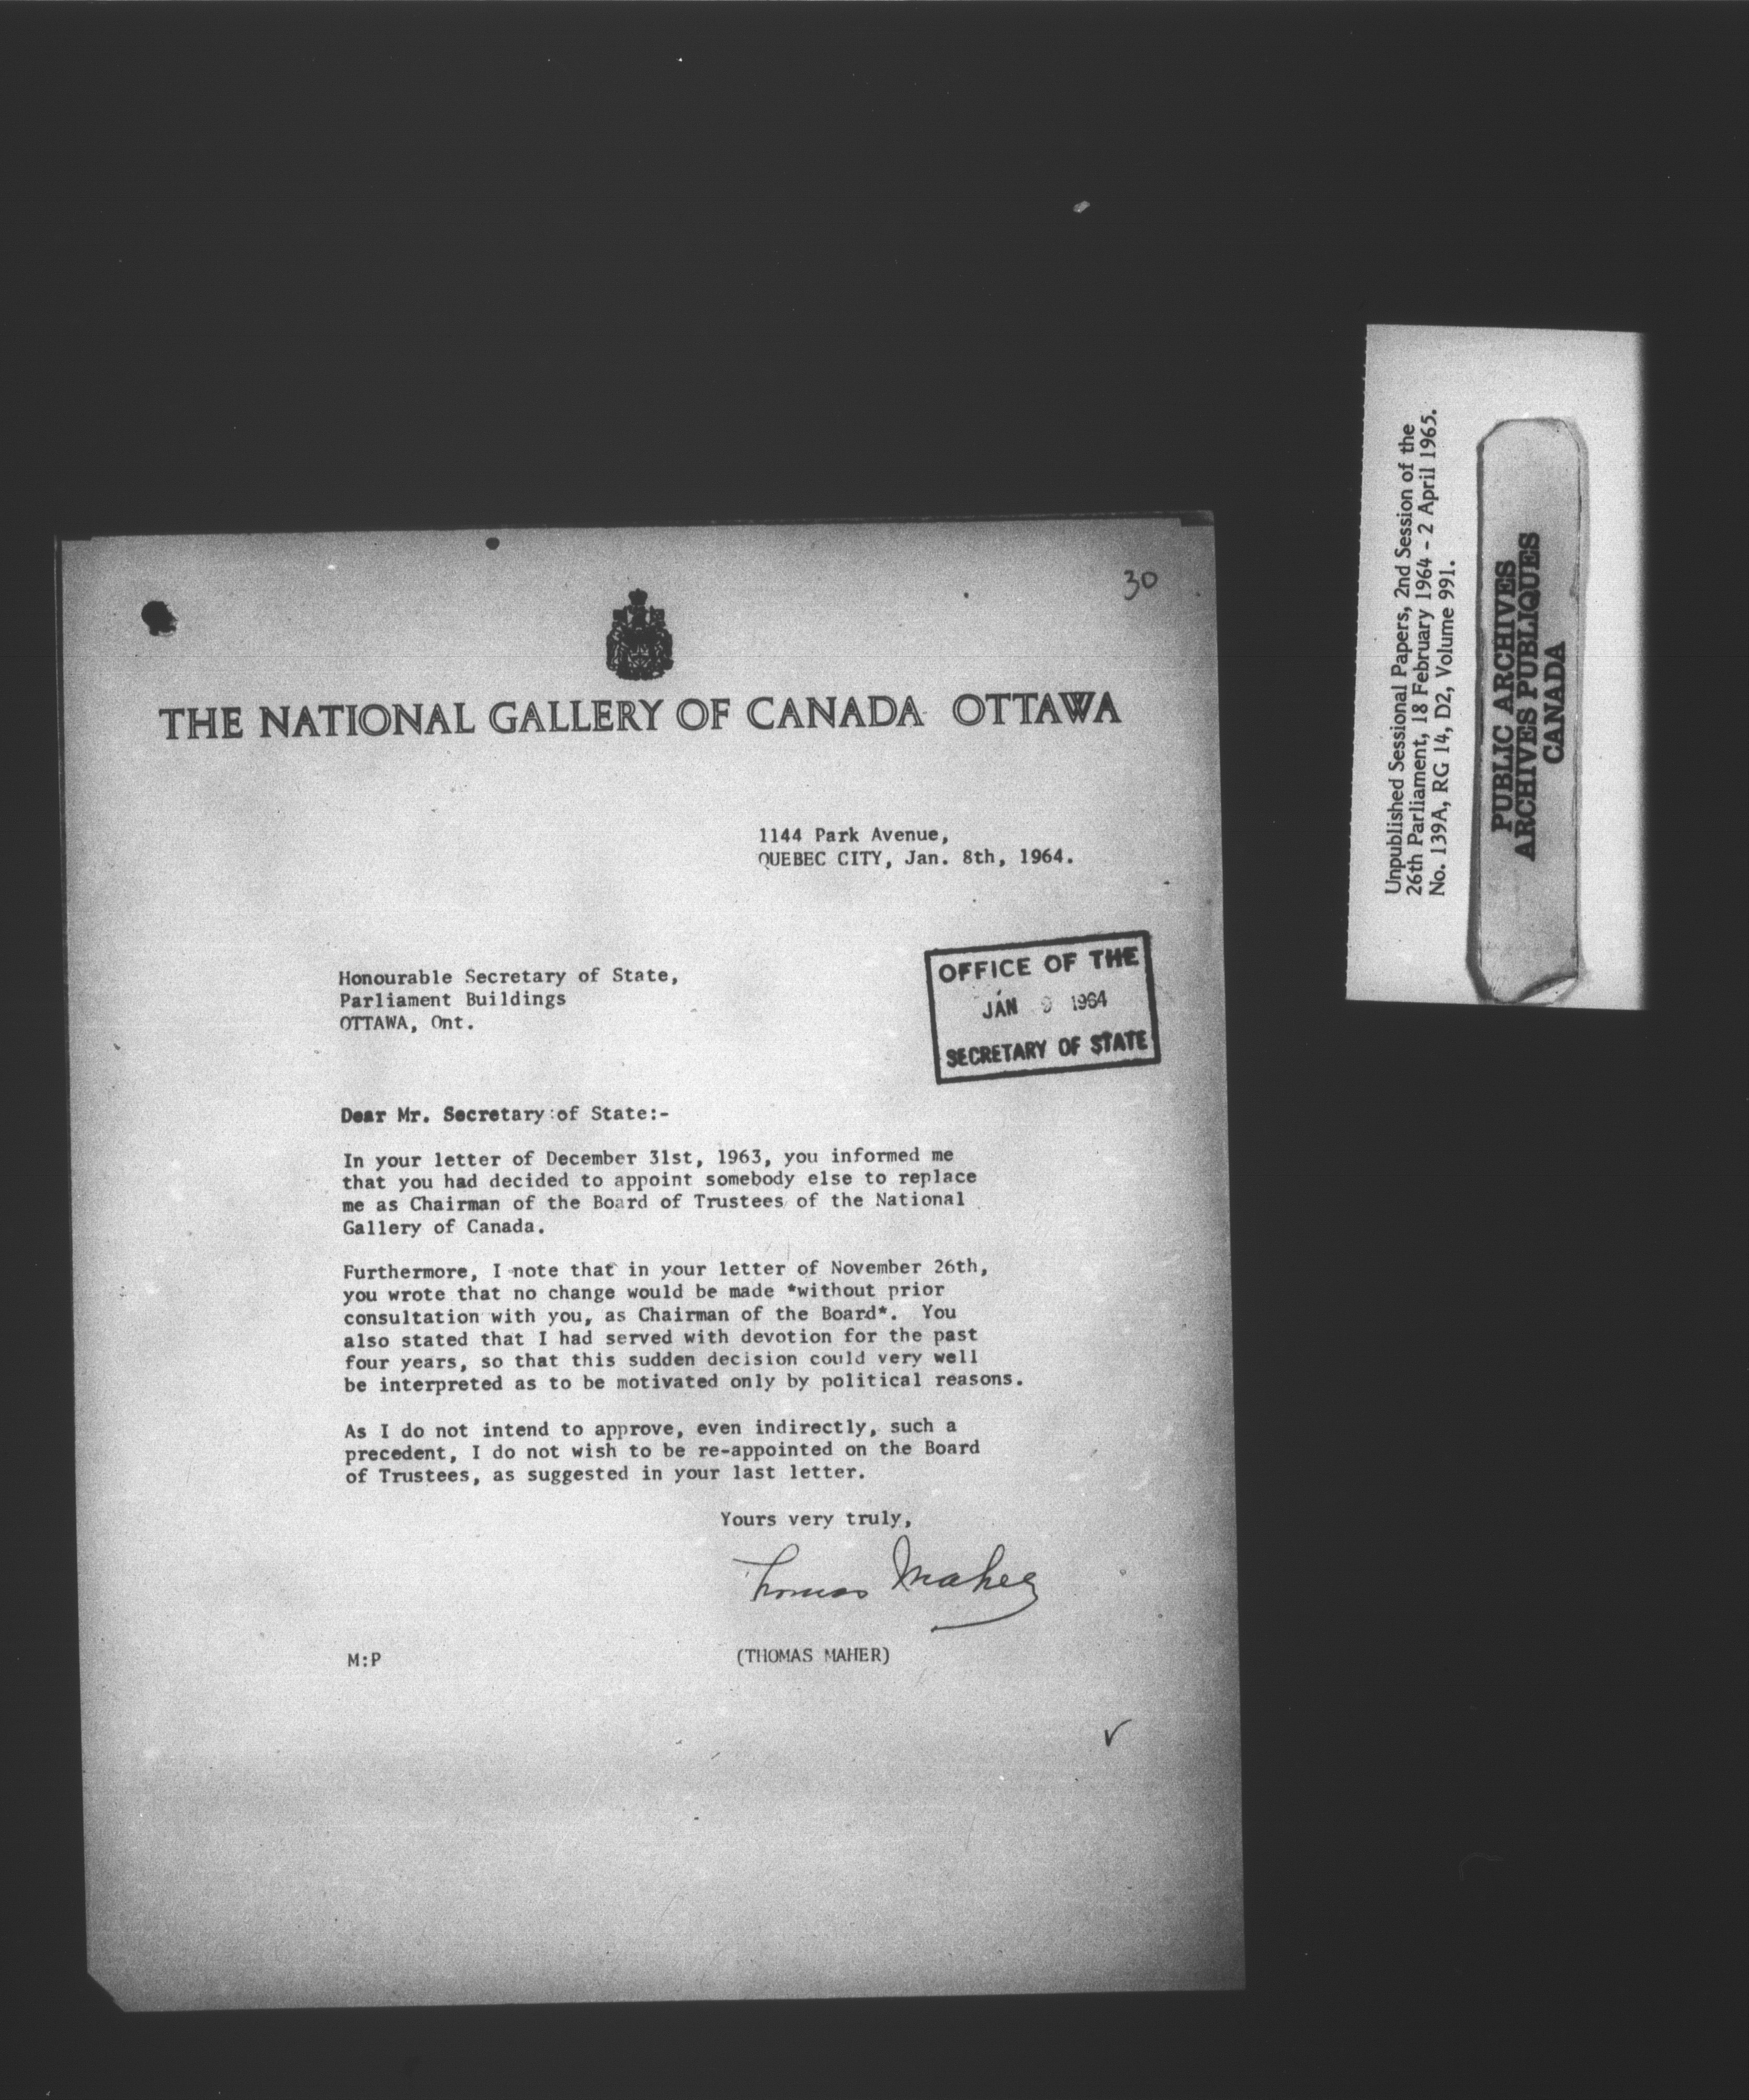 30
THE NATIONAL GALLERY OF CANADA OTTAWA
1144 Park Avenue,
QUEBEC CITY, Jan. 8th, 1964.
OFFICE OF THE
JAN 9 1964
SECRETARY OF STATE
Honourable Secretary of State,
Parliament Buildings
OTTAWA, Ont.
Dear Mr. Secretary of State:-
In your letter of December 31st, 1963, you informed me
that you had decided to appoint somebody else to replace
me as Chairman of the Board of Trustees of the National
Gallery of Canada.
Furthermore, I note that in your letter of November 26th,
you wrote that no change would be made *without prior
consultation with you, as Chairman of the Board*. You
also stated that I had served with devotion for the past
four years, so that this sudden decision could very well
be interpreted as to be motivated only by political reasons.
As I do not intend to approve, even indirectly, such a
precedent, I do not wish to be re-appointed on the Board
of Trustees, as suggested in your last letter.
Yours very truly,
Thomas Maher
M:P (THOMAS MAHER)
Unpublished Sessional Papers, 2nd Session of the
26th Parliament, 18 February 1964 - 2 April 1965.
No. 139A, RG 14, D2, Volume 991.
PUBLIC ARCHIVES
ARCHIVES PUBLIQUES
CANADA